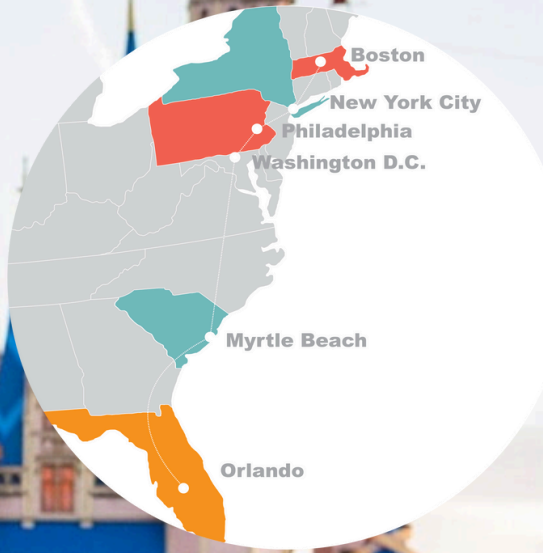 Boston
New York City
Philadelphia
Washington D.C.
Myrtle Beach
Orlando